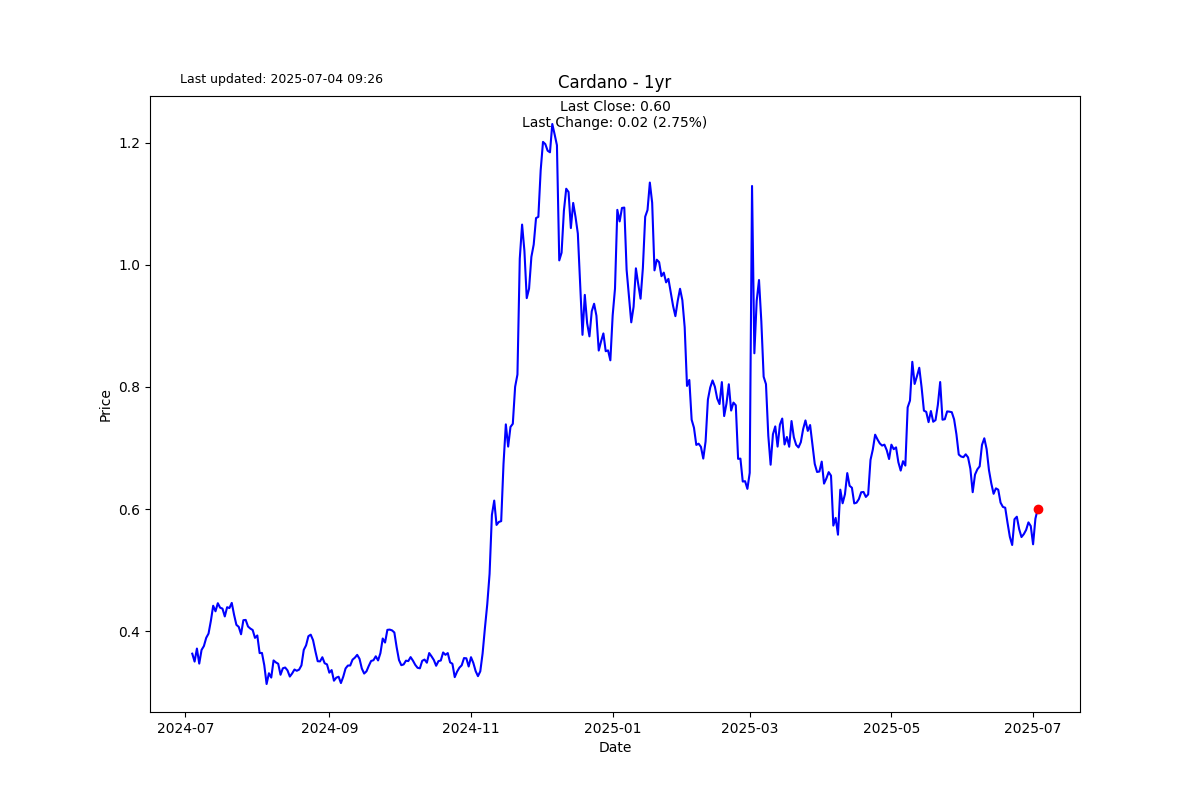 Last updated: 2025-07-04 09:26
Cardano - 1yr
Last Close: 0.60
Last Change: 0.02 (2.75%)
1.2
1.0
0.8
0.6
0.4
Price
2024-07 2024-09 2024-11 2025-01 2025-03 2025-05 2025-07
Date